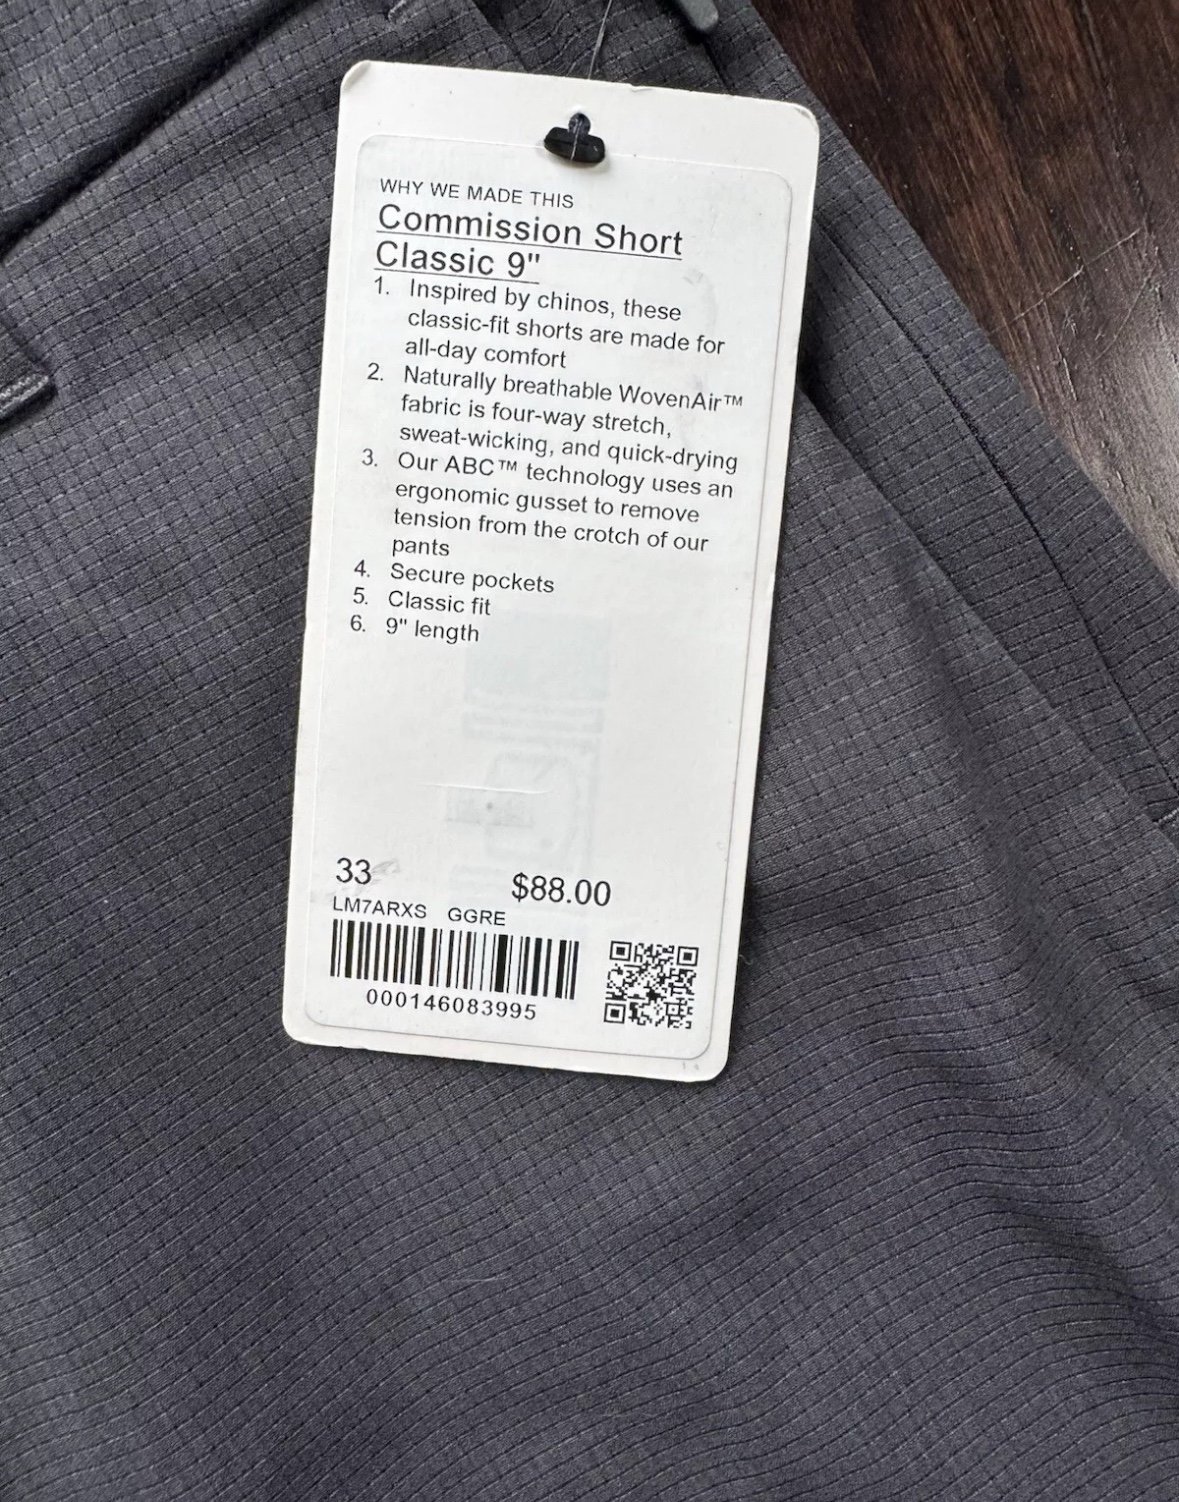 WHY WE MADE THIS
Commission Short
Classic 9"
1. Inspired by chinos, these
classic-fit shorts are made for
all-day comfort
2. Naturally breathable WovenAir™
fabric is four-way stretch,
sweat-wicking, and quick-drying
3. Our ABC™ technology uses an
ergonomic gusset to remove
tension from the crotch of our
pants
4. Secure pockets
5. Classic fit
6. 9" length
33
$88.00
LM7ARXS GGRE
000146083995